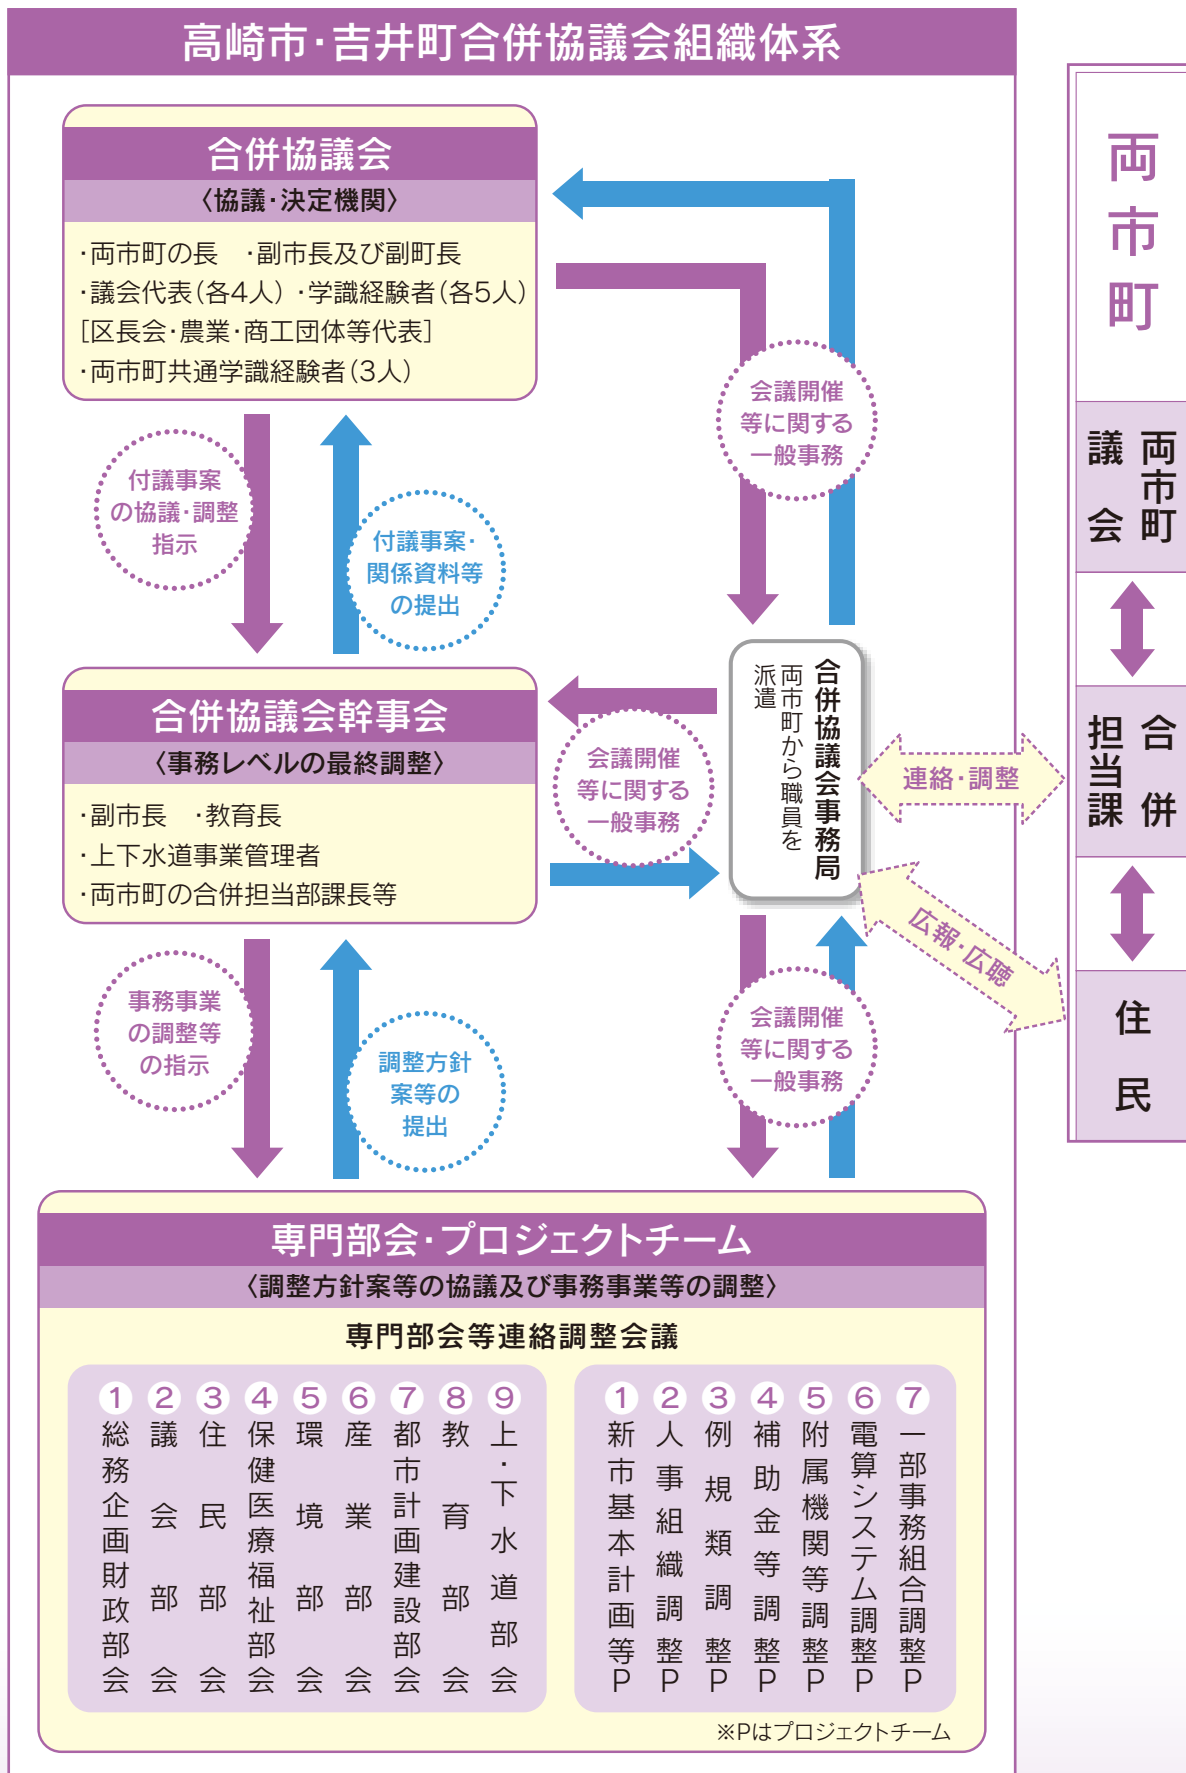 高崎市・吉井町合併協議会組織体系
合併協議会
〈協議・決定機関〉
・両市町の長　・副市長及び副町長
・議会代表（各4人）・学識経験者（各5人）
［区長会・農業・商工団体等代表］
・両市町共通学識経験者（3人）
付議事案
の協議・調整
指示
付議事案・
関係資料等
の提出
会議開催
等に関する
一般事務
合併協議会幹事会
〈事務レベルの最終調整〉
・副市長　・教育長
・上下水道事業管理者
・両市町の合併担当部課長等
会議開催
等に関する
一般事務
合併協議会事務局
両市町から職員を
派遣
連絡・調整
広報・広聴
事務事業
の調整等
の指示
調整方針
案等の
提出
会議開催
等に関する
一般事務
専門部会・プロジェクトチーム
〈調整方針案等の協議及び事務事業等の調整〉
専門部会等連絡調整会議
①総務企画財政部会
②議会部会
③住民部会
④保健医療福祉部会
⑤環境部会
⑥産業部会
⑦都市計画建設部会
⑧教育部会
⑨上・下水道部会
①新市基本計画等P
②人事組織調整P
③例規類調整P
④補助金等調整P
⑤附属機関等調整P
⑥電算システム調整P
⑦一部事務組合調整P
※Pはプロジェクトチーム
両市町
両市町
議会
合併
担当課
住民